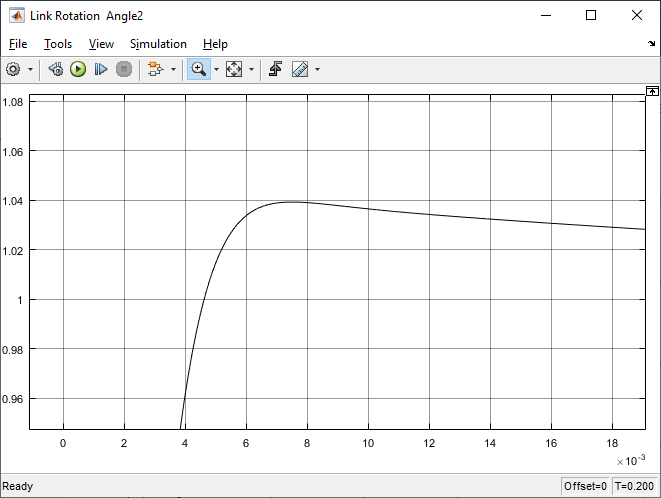 Link Rotation  Angle2
File Tools View Simulation Help
1.08
1.06
1.04
1.02
1
0.98
0.96
0 2 4 6 8 10 12 14 16 18
×10⁻³
Ready Offset=0 T=0.200